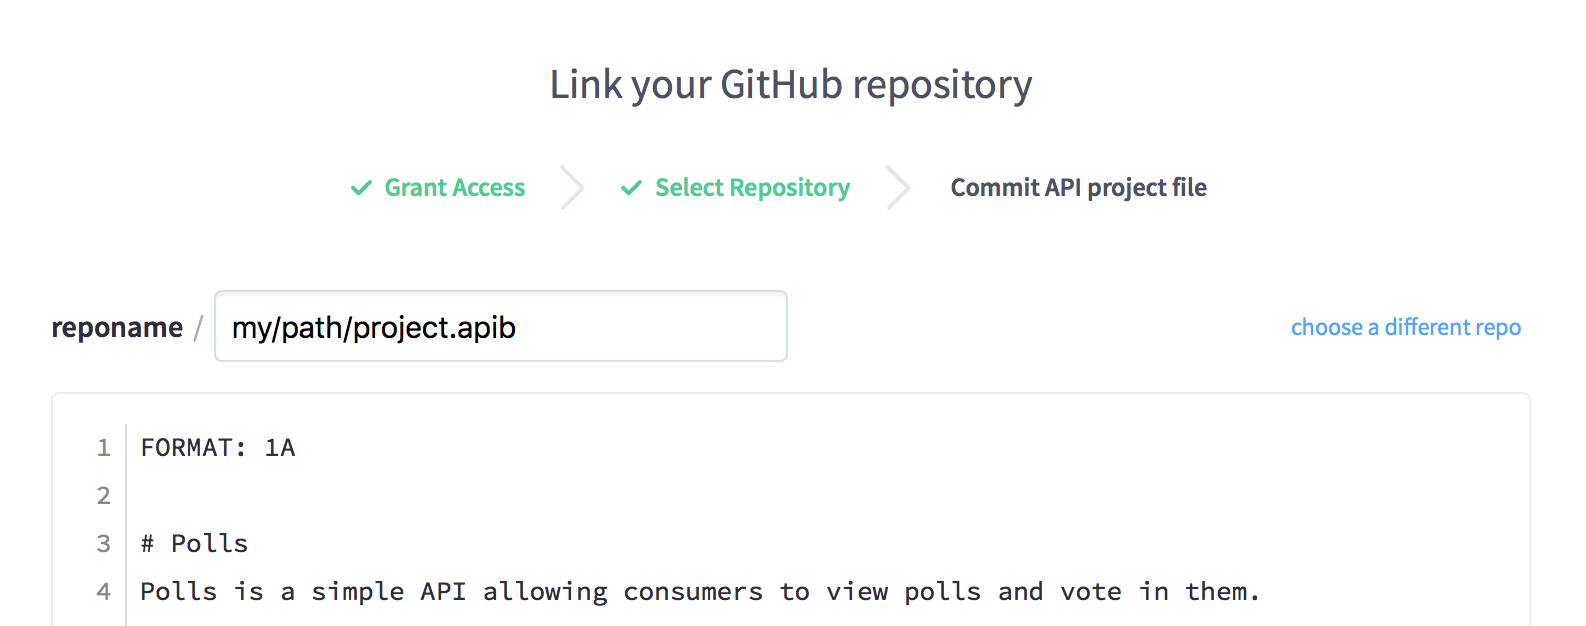 Link your GitHub repository
Grant Access Select Repository Commit API project file
reponame / my/path/project.apib choose a different repo
1 FORMAT: 1A
2
3 # Polls
4 Polls is a simple API allowing consumers to view polls and vote in them.